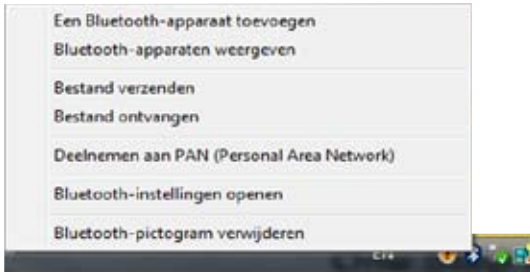 Een Bluetooth-apparaat toevoegen
Bluetooth-apparaten weergeven
Bestand verzenden
Bestand ontvangen
Deelnemen aan PAN (Personal Area Network)
Bluetooth-instellingen openen
Bluetooth-pictogram verwijderen